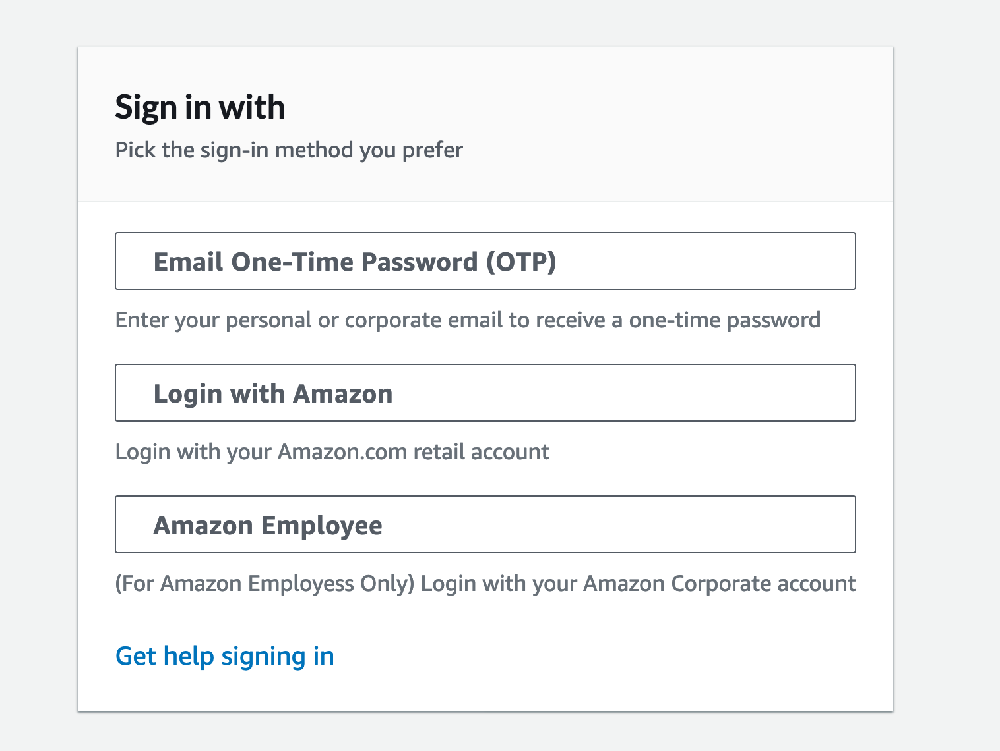 Sign in with
Pick the sign-in method you prefer
Email One-Time Password (OTP)
Enter your personal or corporate email to receive a one-time password
Login with Amazon
Login with your Amazon.com retail account
Amazon Employee
(For Amazon Employess Only) Login with your Amazon Corporate account
Get help signing in